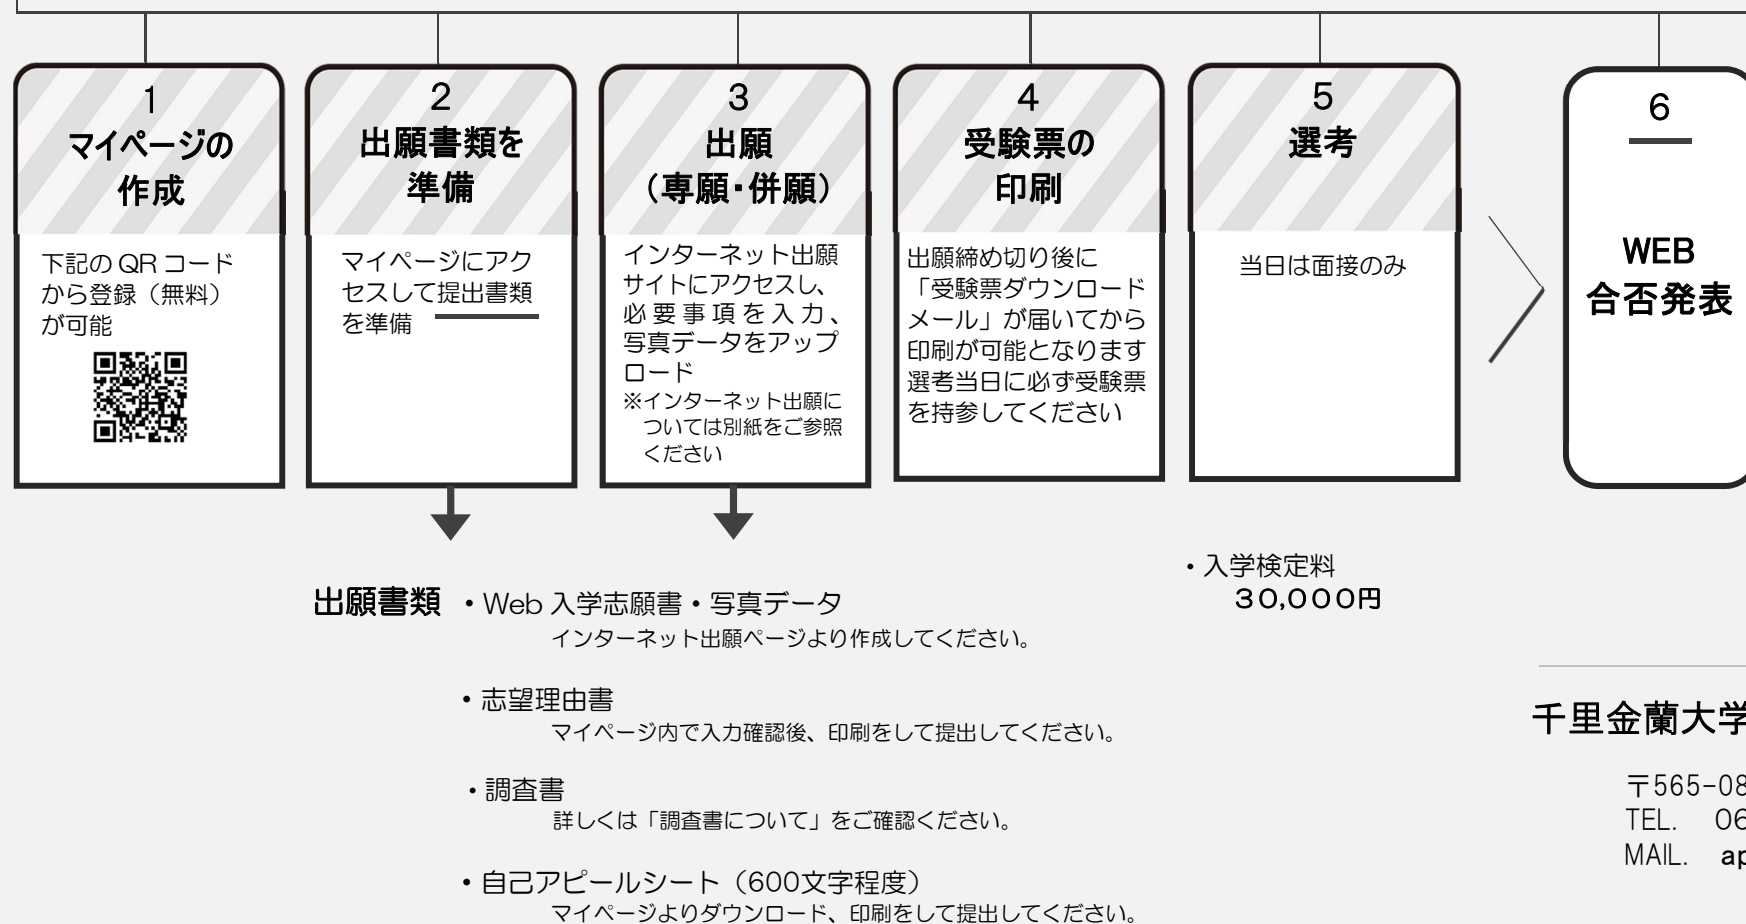 1
マイページの
作成
下記の QR コード
から登録（無料）
が可能
2
出願書類を
準備
マイページにアク
セスして提出書類
を準備
3
出願
（専願・併願）
インターネット出願
サイトにアクセスし、
必要事項を入力、
写真データをアップ
ロード
※インターネット出願に
ついては別紙をご参照
ください
4
受験票の
印刷
出願締め切り後に
「受験票ダウンロード
メール」が届いてから
印刷が可能となります
選考当日に必ず受験票
を持参してください
5
選考
当日は面接のみ
6
WEB
合否発表
出願書類 ・Web 入学志願書・写真データ
インターネット出願ページより作成してください。
・志望理由書
マイページ内で入力確認後、印刷をして提出してください。
・調査書
詳しくは「調査書について」をご確認ください。
・自己アピールシート（600文字程度）
マイページよりダウンロード、印刷をして提出してください。
・入学検定料
３０,０００円
千里金蘭大学
〒565-08
TEL. 06
MAIL. ap